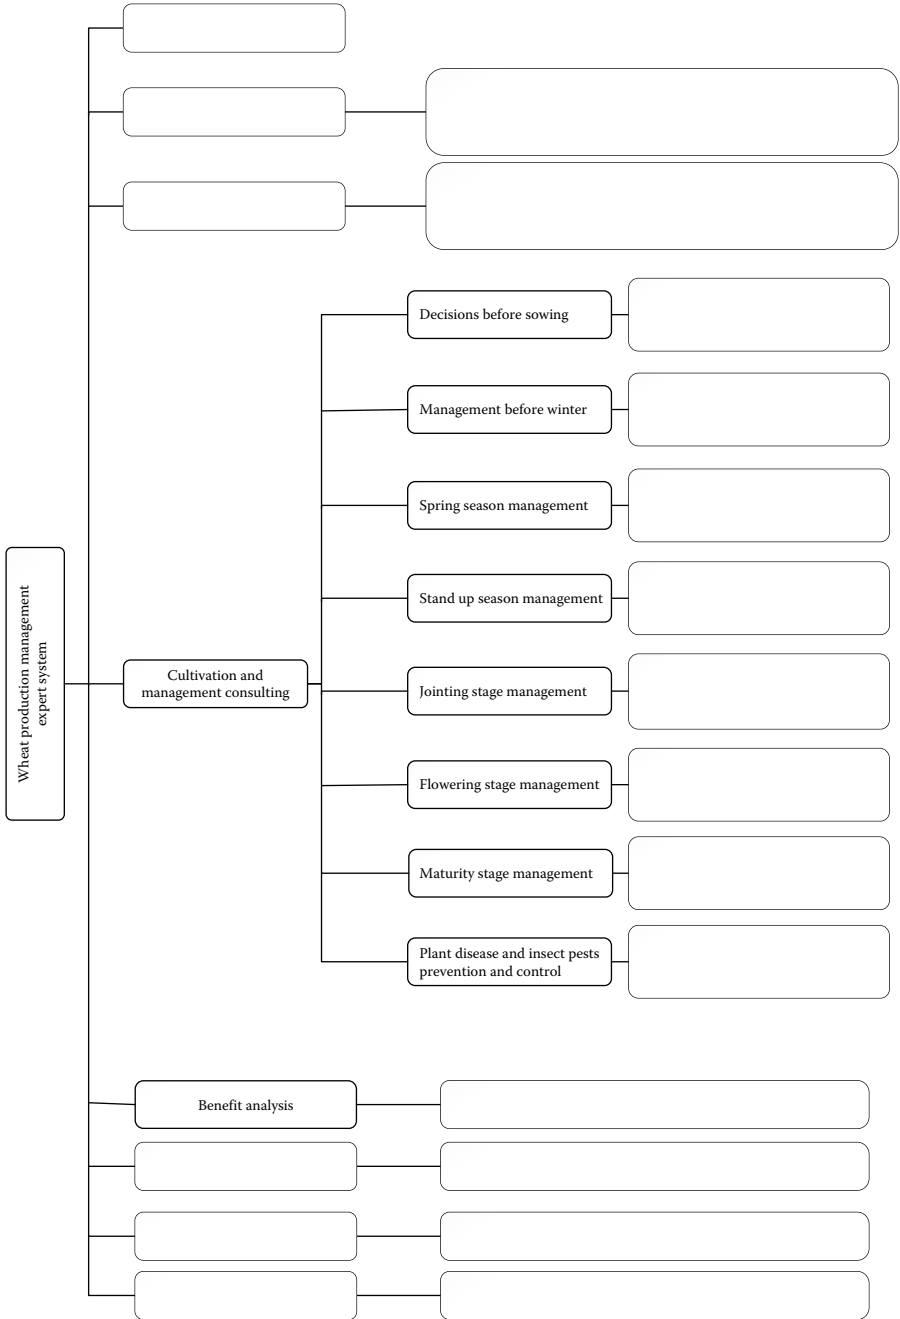 Decisions before sowing
Management before winter
Spring season management
Stand up season management
Wheat production management
expert system
Cultivation and
management consulting
Jointing stage management
Flowering stage management
Maturity stage management
Plant disease and insect pests
prevention and control
Benefit analysis